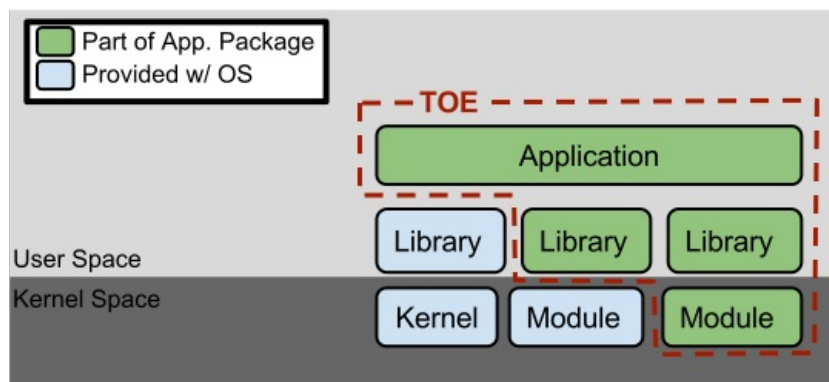 Part of App. Package
Provided w/ OS
TOE
Application
Library Library Library
User Space
Kernel Space
Kernel Module Module